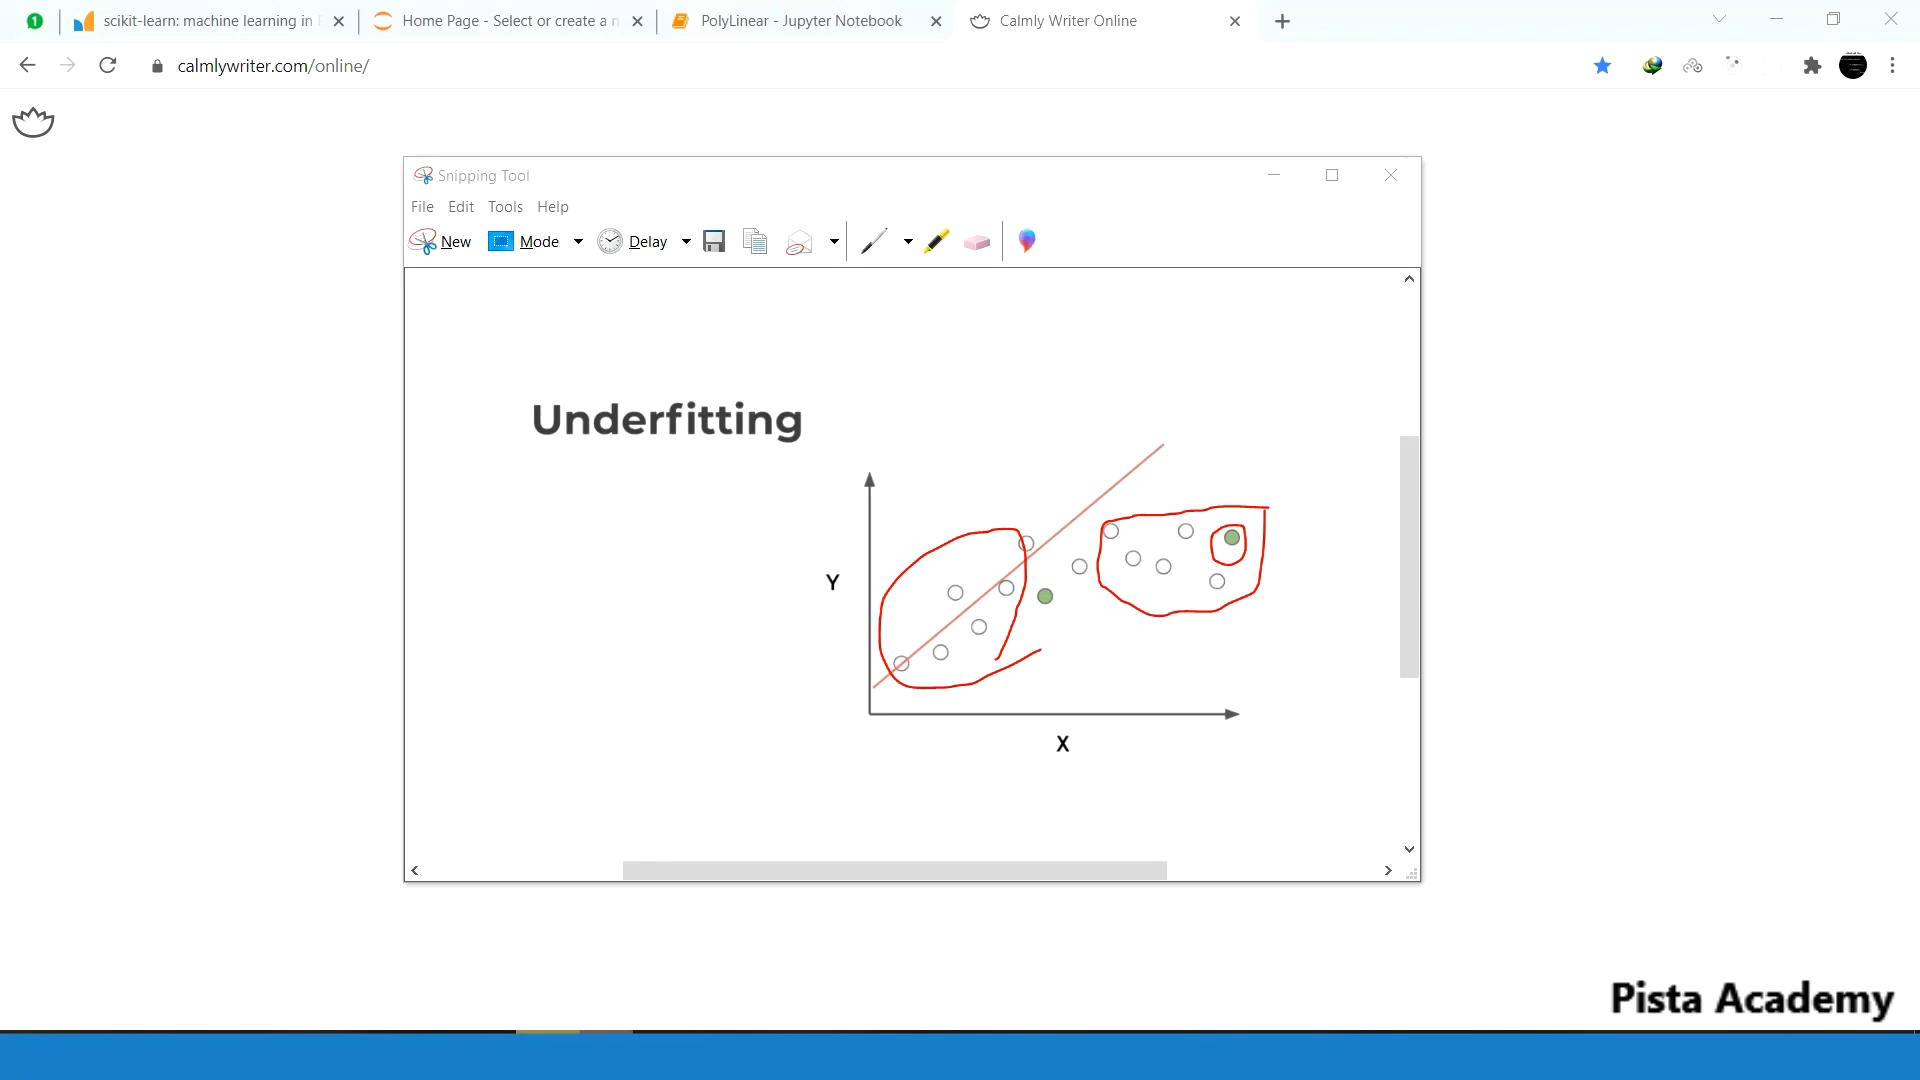 1
scikit-learn: machine learning in
Home Page - Select or create a n
PolyLinear - Jupyter Notebook
Calmly Writer Online
calmlywriter.com/online/
Snipping Tool
File Edit Tools Help
New Mode Delay
Underfitting
Y
X
Pista Academy